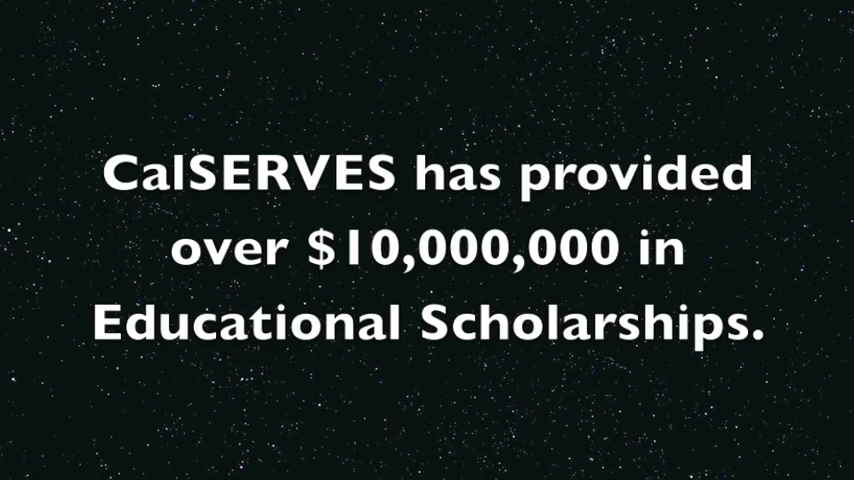 CalSERVES has provided
over $10,000,000 in
Educational Scholarships.